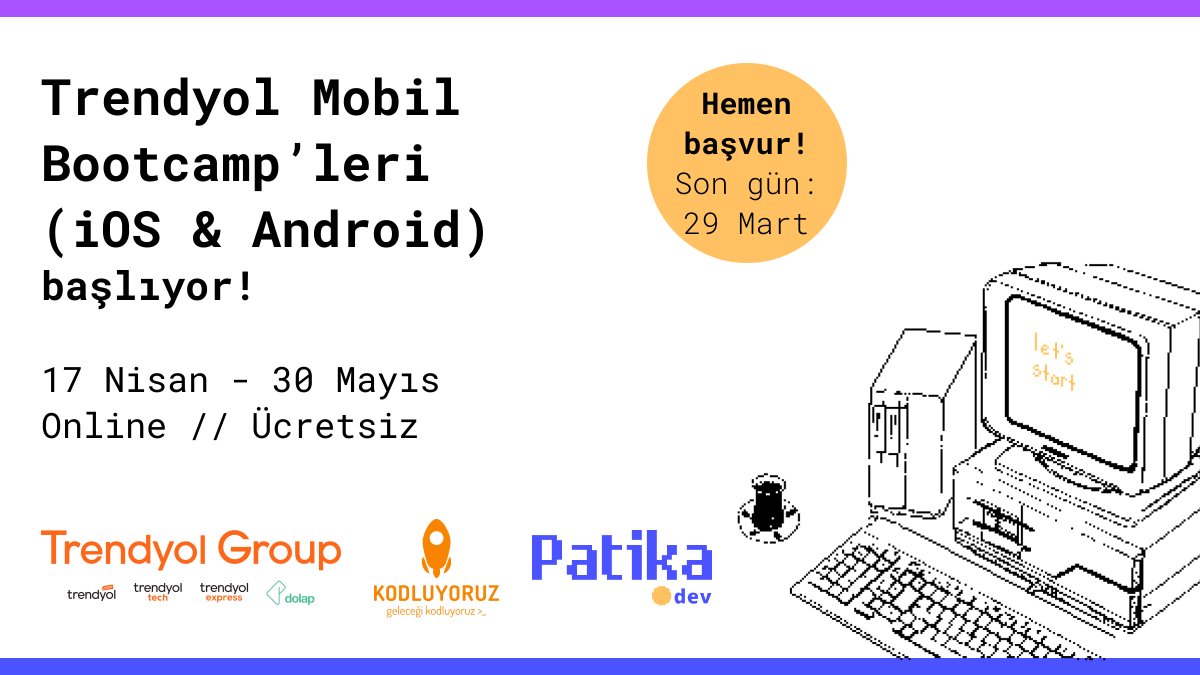 Trendyol Mobil
Bootcamp’leri
(iOS & Android)
başlıyor!
17 Nisan - 30 Mayıs
Online // Ücretsiz
Hemen
başvur!
Son gün:
29 Mart
let's
start
Trendyol Group
trendyol
trendyol
tech
trendyol
express
dolap
KODLUYORUZ
geleceği kodluyoruz >_
Patika
dev